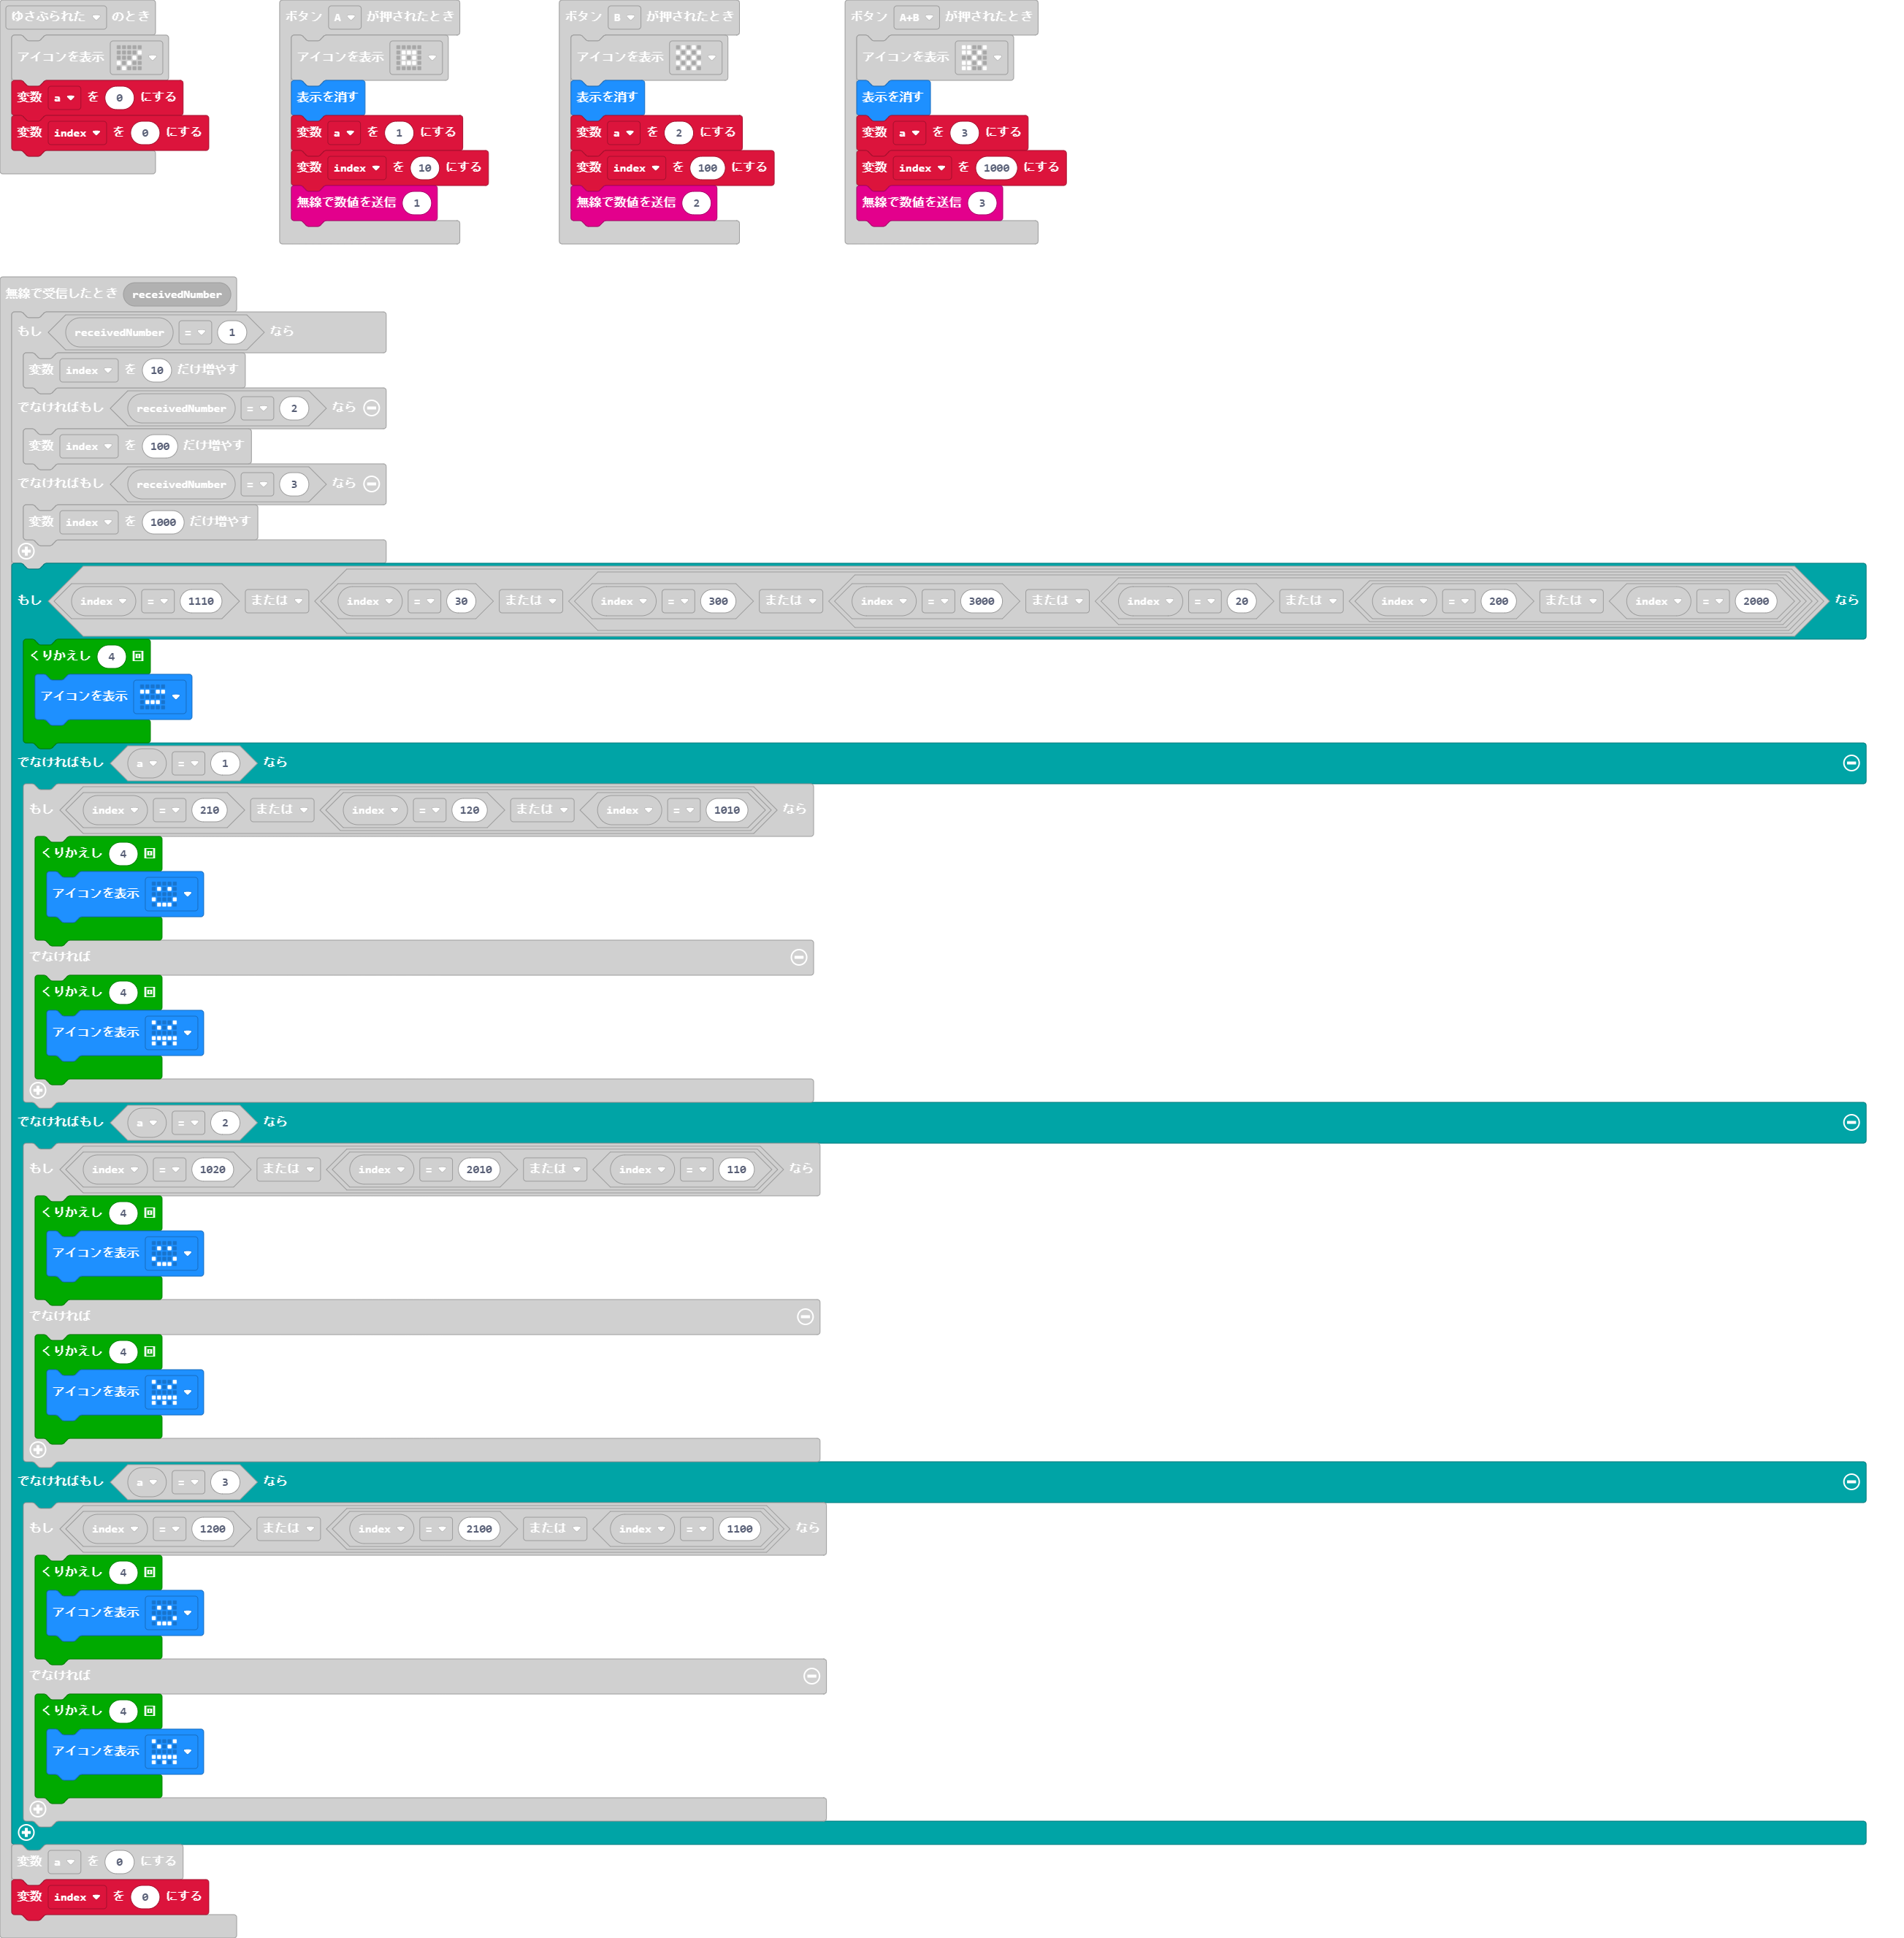 ゆさぶられた のとき
アイコンを表示
変数 a を 0 にする
変数 index を 0 にする
ボタン A が押されたとき
アイコンを表示
表示を消す
変数 a を 1 にする
変数 index を 10 にする
無線で数値を送信 1
ボタン B が押されたとき
アイコンを表示
表示を消す
変数 a を 2 にする
変数 index を 100 にする
無線で数値を送信 2
ボタン A+B が押されたとき
アイコンを表示
表示を消す
変数 a を 3 にする
変数 index を 1000 にする
無線で数値を送信 3
無線で受信したとき receivedNumber
もし receivedNumber = 1 なら
変数 index を 10 だけ増やす
でなければもし receivedNumber = 2 なら
変数 index を 100 だけ増やす
でなければもし receivedNumber = 3 なら
変数 index を 1000 だけ増やす
もし index = 1110 または index = 30 または index = 300 または index = 3000 または index = 20 または index = 200 または index = 2000 なら
くりかえし 4 回
アイコンを表示
でなければもし a = 1 なら
もし index = 210 または index = 120 または index = 1010 なら
くりかえし 4 回
アイコンを表示
でなければ
くりかえし 4 回
アイコンを表示
でなければもし a = 2 なら
もし index = 1020 または index = 2010 または index = 110 なら
くりかえし 4 回
アイコンを表示
でなければ
くりかえし 4 回
アイコンを表示
でなければもし a = 3 なら
もし index = 1200 または index = 2100 または index = 1100 なら
くりかえし 4 回
アイコンを表示
でなければ
くりかえし 4 回
アイコンを表示
変数 a を 0 にする
変数 index を 0 にする